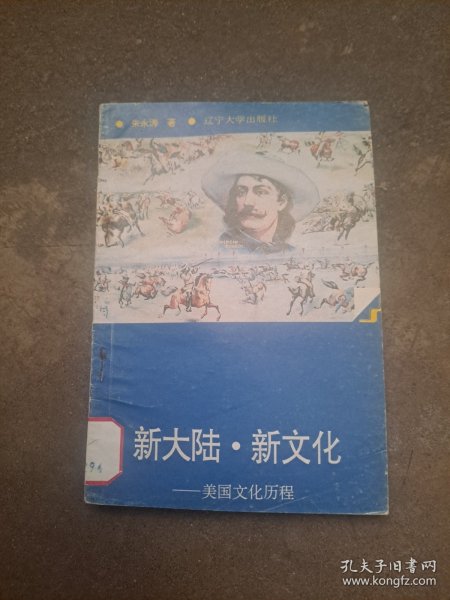 朱永涛 著 辽宁大学出版社
新大陆·新文化
——美国文化历程
孔夫子旧书网
www.kongfz.com